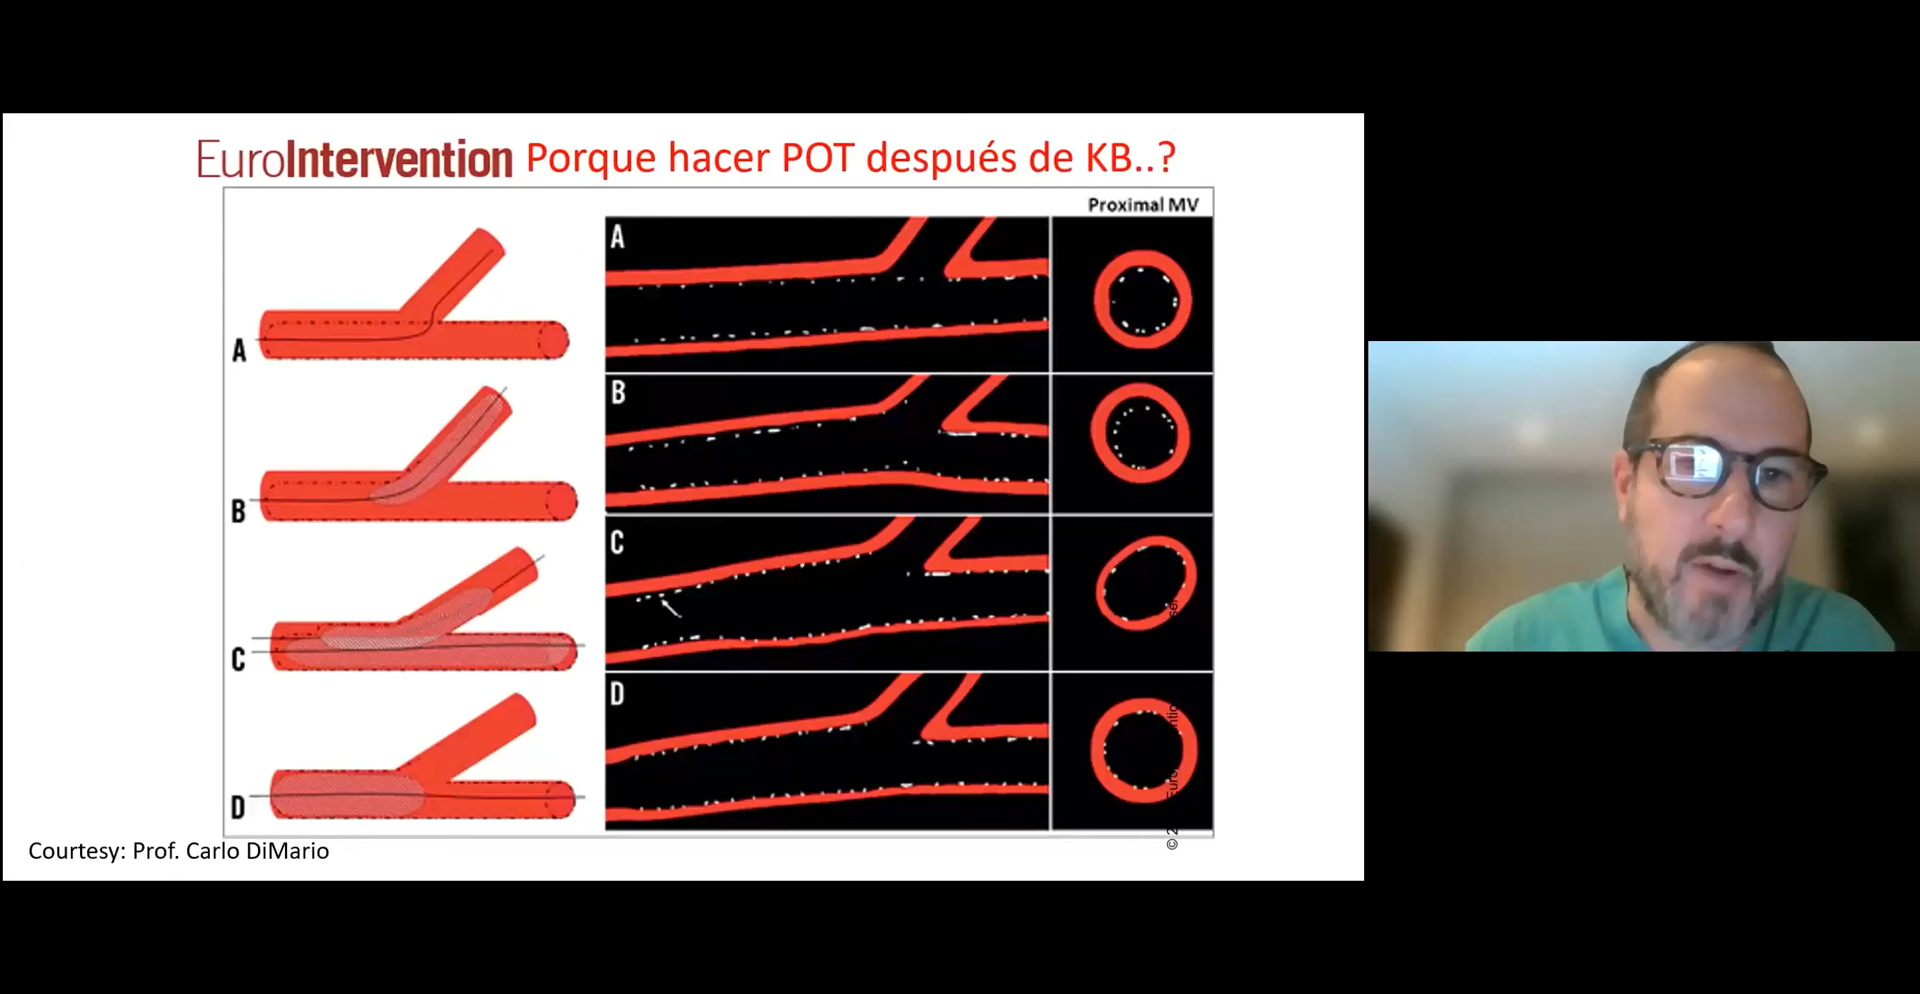 EuroIntervention Porque hacer POT después de KB..?
Proximal MV
A
A
B
B
C
C
D
D
Courtesy: Prof. Carlo DiMario